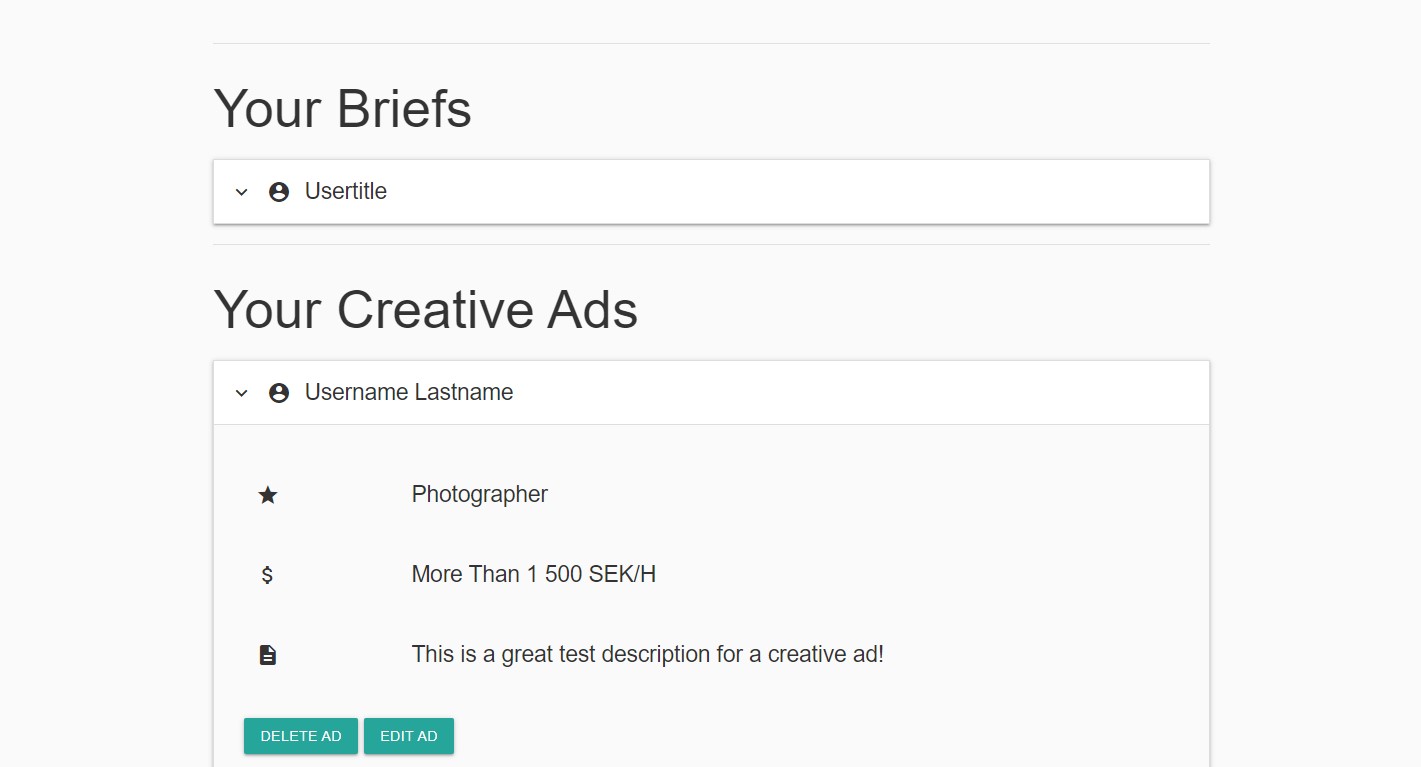 Your Briefs
Usertitle
Your Creative Ads
Username Lastname
Photographer
More Than 1 500 SEK/H
This is a great test description for a creative ad!
DELETE AD EDIT AD